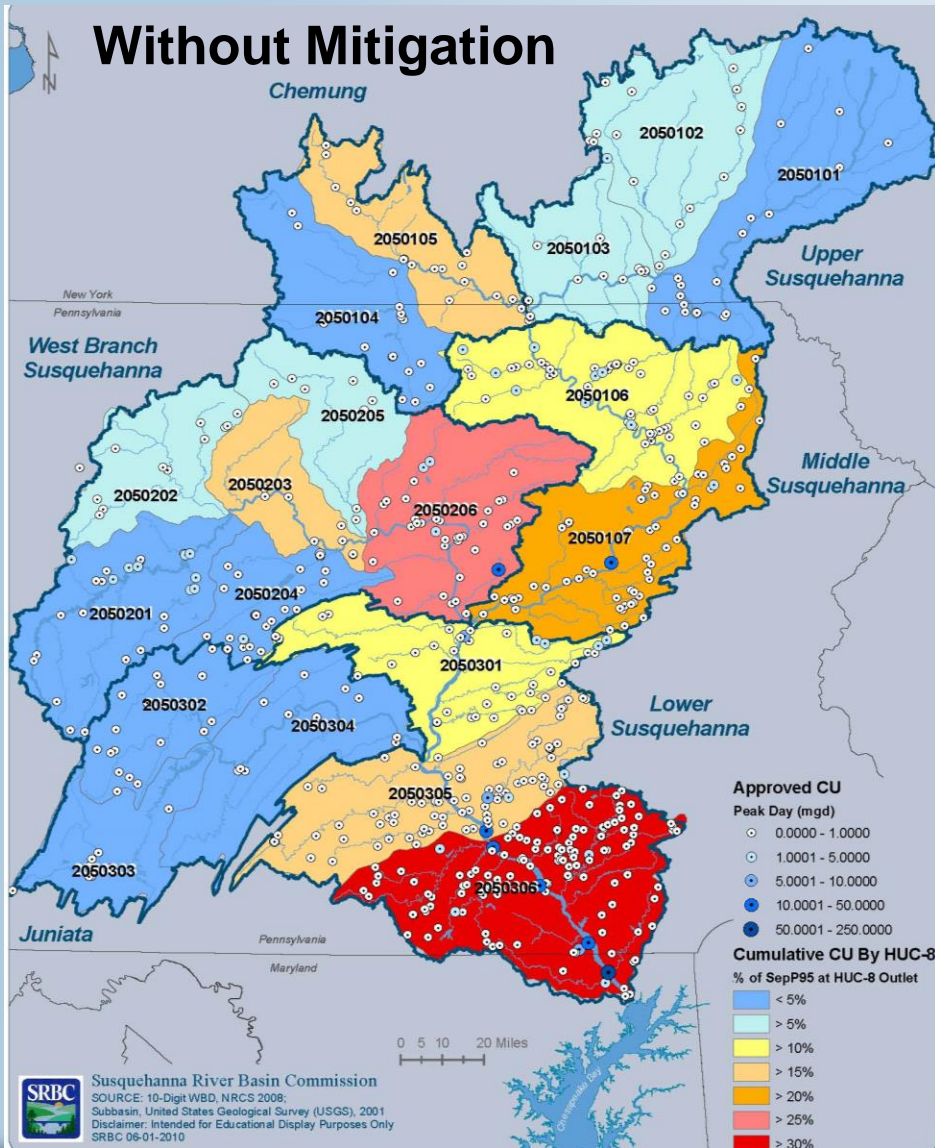 Without Mitigation
N
Chemung
2050102
2050101
2050105
2050103
Upper
Susquehanna
New York
Pennsylvania
2050104
West Branch
Susquehanna
2050205
2050106
Middle
Susquehanna
2050203
2050202
2050206
2050107
2050201
2050204
2050301
2050302
2050304
Lower
Susquehanna
2050305
2050303
2050306
Juniata
Pennsylvania
Maryland
Chesapeake Bay
0 5 10 20 Miles
Approved CU
Peak Day (mgd)
0.0000 - 1.0000
1.0001 - 5.0000
5.0001 - 10.0000
10.0001 - 50.0000
50.0001 - 250.0000
Cumulative CU By HUC-8
% of SepP95 at HUC-8 Outlet
< 5%
> 5%
> 10%
> 15%
> 20%
> 25%
> 30%
SRBC
Susquehanna River Basin Commission
SOURCE: 10-Digit WBD, NRCS 2008;
Subbasin, United States Geological Survey (USGS), 2001
Disclaimer: Intended for Educational Display Purposes Only
SRBC 06-01-2010